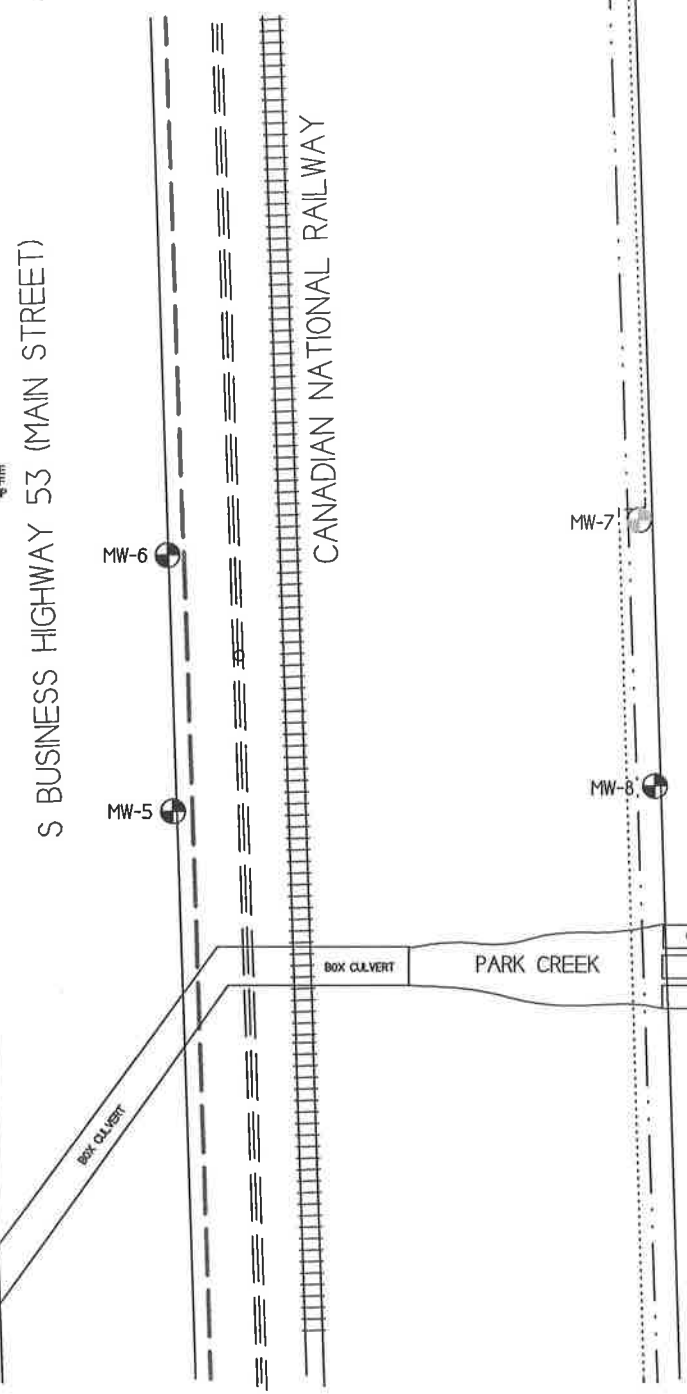 S BUSINESS HIGHWAY 53 (MAIN STREET)
CANADIAN NATIONAL RAILWAY
MW-6
MW-7
MW-5
MW-8
BOX CULVERT
PARK CREEK
BOX CULVERT